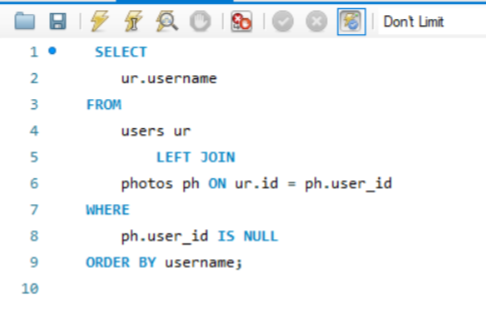 Don't Limit
1 SELECT
2 ur.username
3 FROM
4 users ur
5 LEFT JOIN
6 photos ph ON ur.id = ph.user_id
7 WHERE
8 ph.user_id IS NULL
9 ORDER BY username;
10